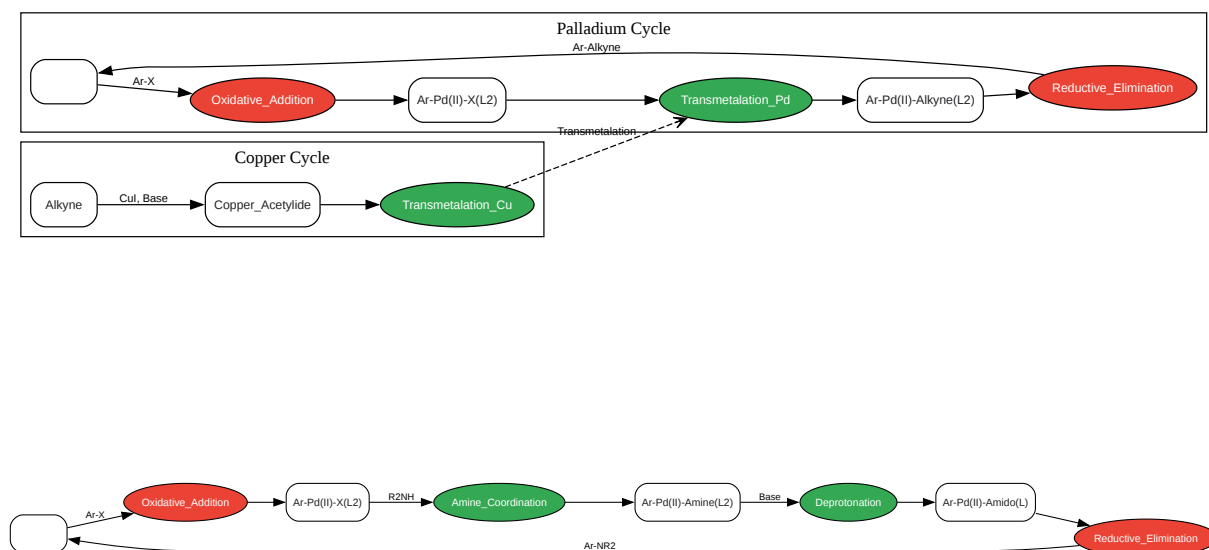 Palladium Cycle
Ar-Alkyne
Ar-X
Oxidative_Addition
Ar-Pd(II)-X(L2)
Transmetalation_Pd
Ar-Pd(II)-Alkyne(L2)
Reductive_Elimination
Transmetalation
Copper Cycle
Alkyne
CuI, Base
Copper_Acetylide
Transmetalation_Cu
Ar-X
Oxidative_Addition
Ar-Pd(II)-X(L2)
R2NH
Amine_Coordination
Ar-Pd(II)-Amine(L2)
Base
Deprotonation
Ar-Pd(II)-Amido(L)
Reductive_Elimination
Ar-NR2